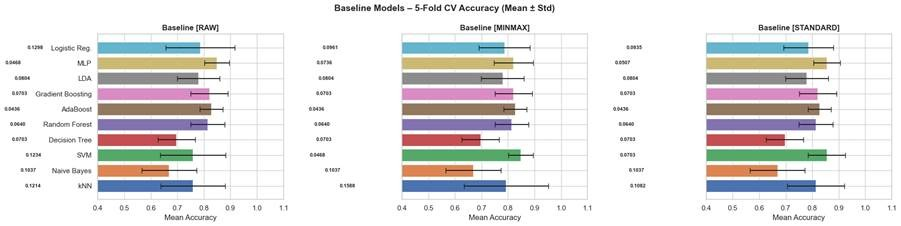 Baseline Models – 5-Fold CV Accuracy (Mean ± Std)
Baseline [RAW]
0.1298 Logistic Reg.
0.0468 MLP
0.0804 LDA
0.0703 Gradient Boosting
0.0436 AdaBoost
0.0640 Random Forest
0.0703 Decision Tree
0.1234 SVM
0.1037 Naive Bayes
0.1214 kNN
0.4 0.5 0.6 0.7 0.8 0.9 1.0 1.1
Mean Accuracy
Baseline [MINMAX]
0.0961
0.0736
0.0804
0.0703
0.0436
0.0640
0.0703
0.0468
0.1037
0.1588
0.4 0.5 0.6 0.7 0.8 0.9 1.0 1.1
Mean Accuracy
Baseline [STANDARD]
0.0935
0.0507
0.0804
0.0703
0.0436
0.0640
0.0703
0.0703
0.1037
0.1082
0.4 0.5 0.6 0.7 0.8 0.9 1.0 1.1
Mean Accuracy